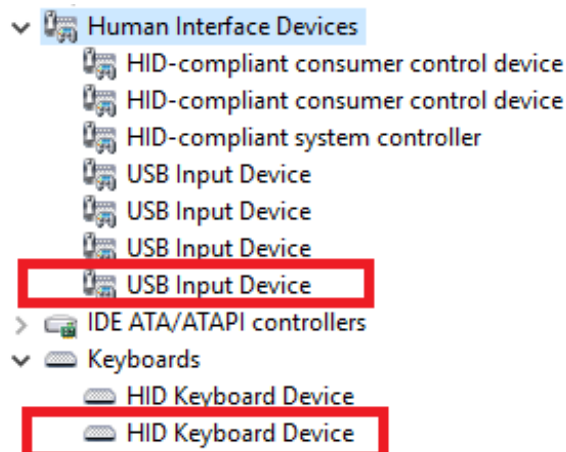 Human Interface Devices
HID-compliant consumer control device
HID-compliant consumer control device
HID-compliant system controller
USB Input Device
USB Input Device
USB Input Device
USB Input Device
IDE ATA/ATAPI controllers
Keyboards
HID Keyboard Device
HID Keyboard Device